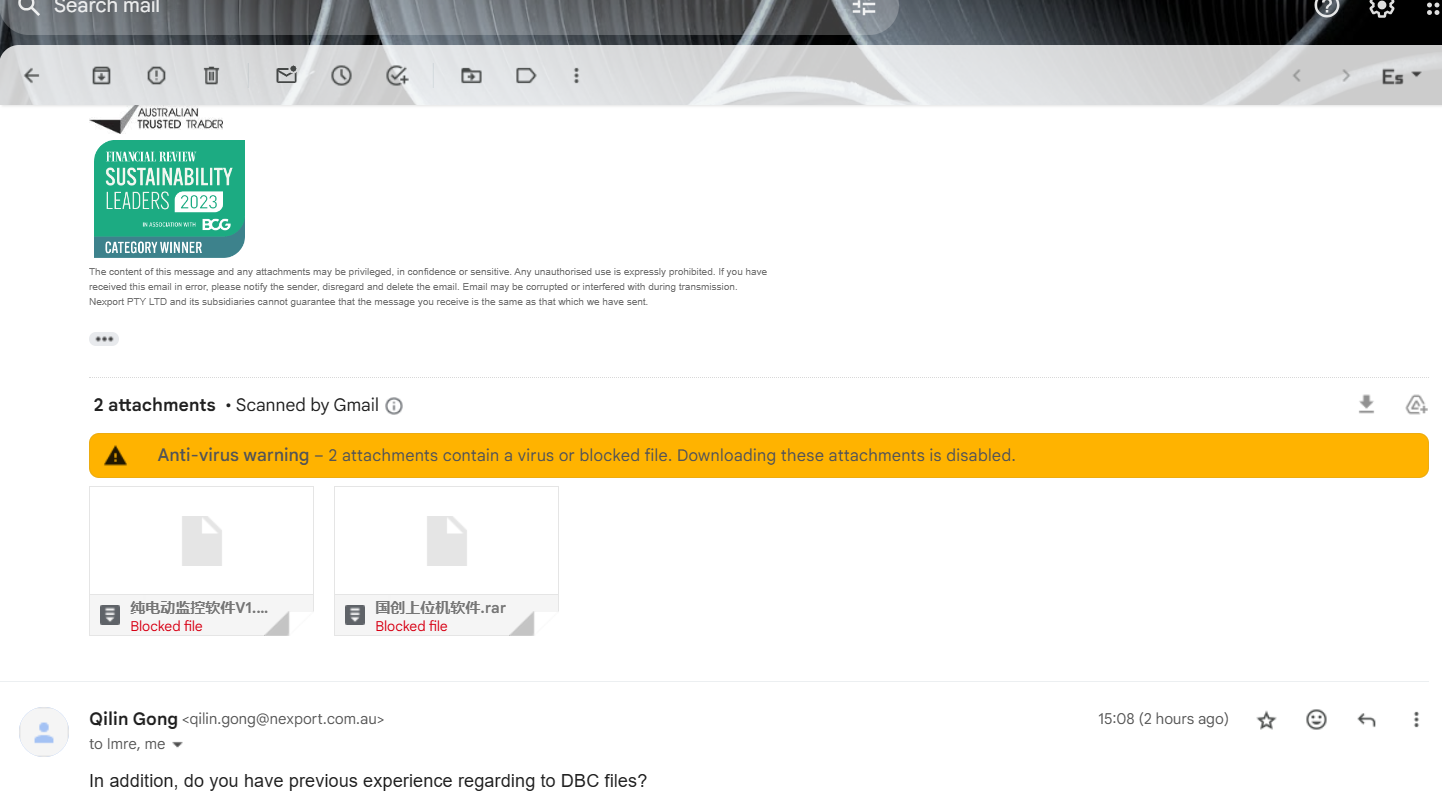 Search mail
Es
AUSTRALIAN
TRUSTED TRADER
FINANCIAL REVIEW
SUSTAINABILITY
LEADERS 2023
IN ASSOCIATION WITH BCG
CATEGORY WINNER
The content of this message and any attachments may be privileged, in confidence or sensitive. Any unauthorised use is expressly prohibited. If you have
received this email in error, please notify the sender, disregard and delete the email. Email may be corrupted or interfered with during transmission.
Nexport PTY LTD and its subsidiaries cannot guarantee that the message you receive is the same as that which we have sent.
2 attachments • Scanned by Gmail
Anti-virus warning – 2 attachments contain a virus or blocked file. Downloading these attachments is disabled.
纯电动监控软件V1.... 国创上位机软件.rar
Blocked file Blocked file
Qilin Gong <qilin.gong@nexport.com.au> 15:08 (2 hours ago)
to Imre, me
In addition, do you have previous experience regarding to DBC files?